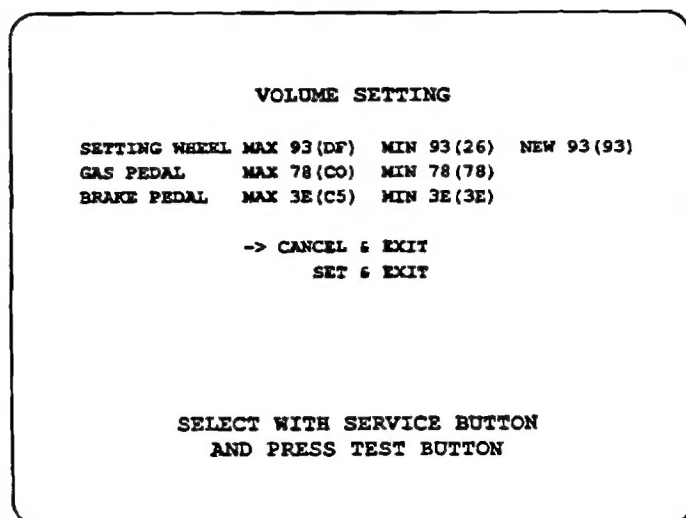 VOLUME SETTING
SETTING WHEEL MAX 93(DF) MIN 93(26) NEW 93(93)
GAS PEDAL MAX 78(C0) MIN 78(78)
BRAKE PEDAL MAX 3E(C5) MIN 3E(3E)
-> CANCEL & EXIT
SET & EXIT
SELECT WITH SERVICE BUTTON
AND PRESS TEST BUTTON